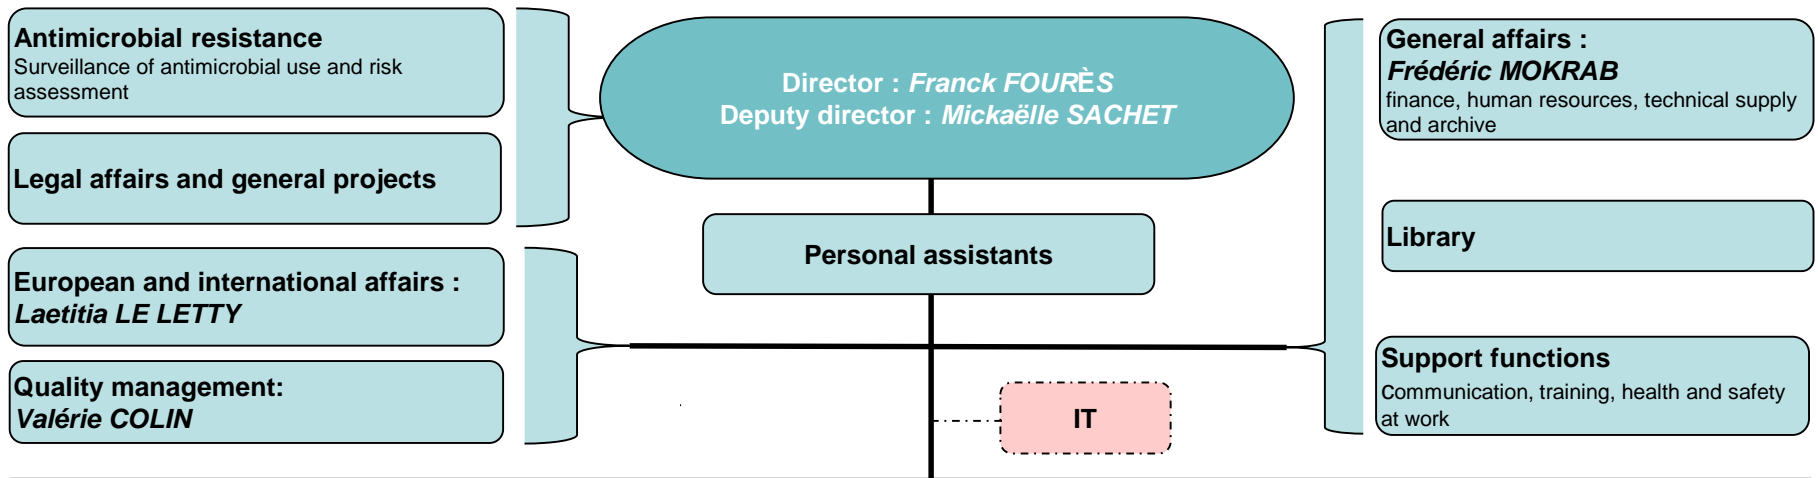 Antimicrobial resistance
Surveillance of antimicrobial use and risk
assessment
Legal affairs and general projects
European and international affairs :
Laetitia LE LETTY
Quality management:
Valérie COLIN
Director : Franck FOURÈS
Deputy director : Mickaëlle SACHET
Personal assistants
IT
General affairs :
Frédéric MOKRAB
finance, human resources, technical supply
and archive
Library
Support functions
communication, training, health and safety
at work